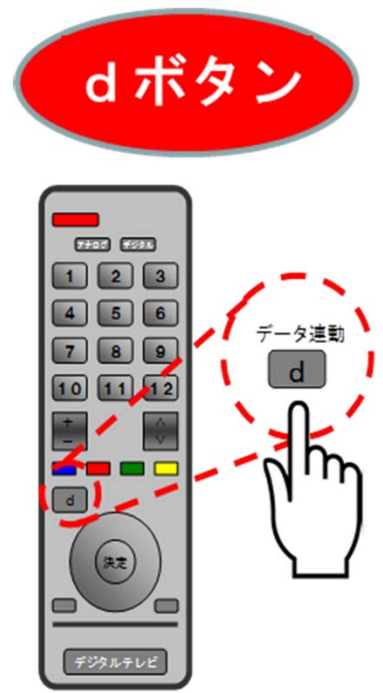 dボタン
アナログ デジタル
1 2 3
4 5 6
7 8 9
10 11 12
データ連動
d
+
-
d
決定
デジタルテレビ